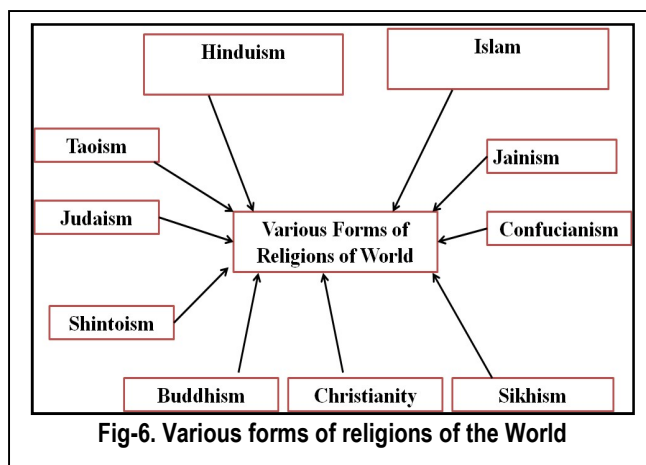 Hinduism
Islam
Taoism
Jainism
Judaism
Various Forms of
Religions of World
Confucianism
Shintoism
Buddhism
Christianity
Sikhism
Fig-6. Various forms of religions of the World